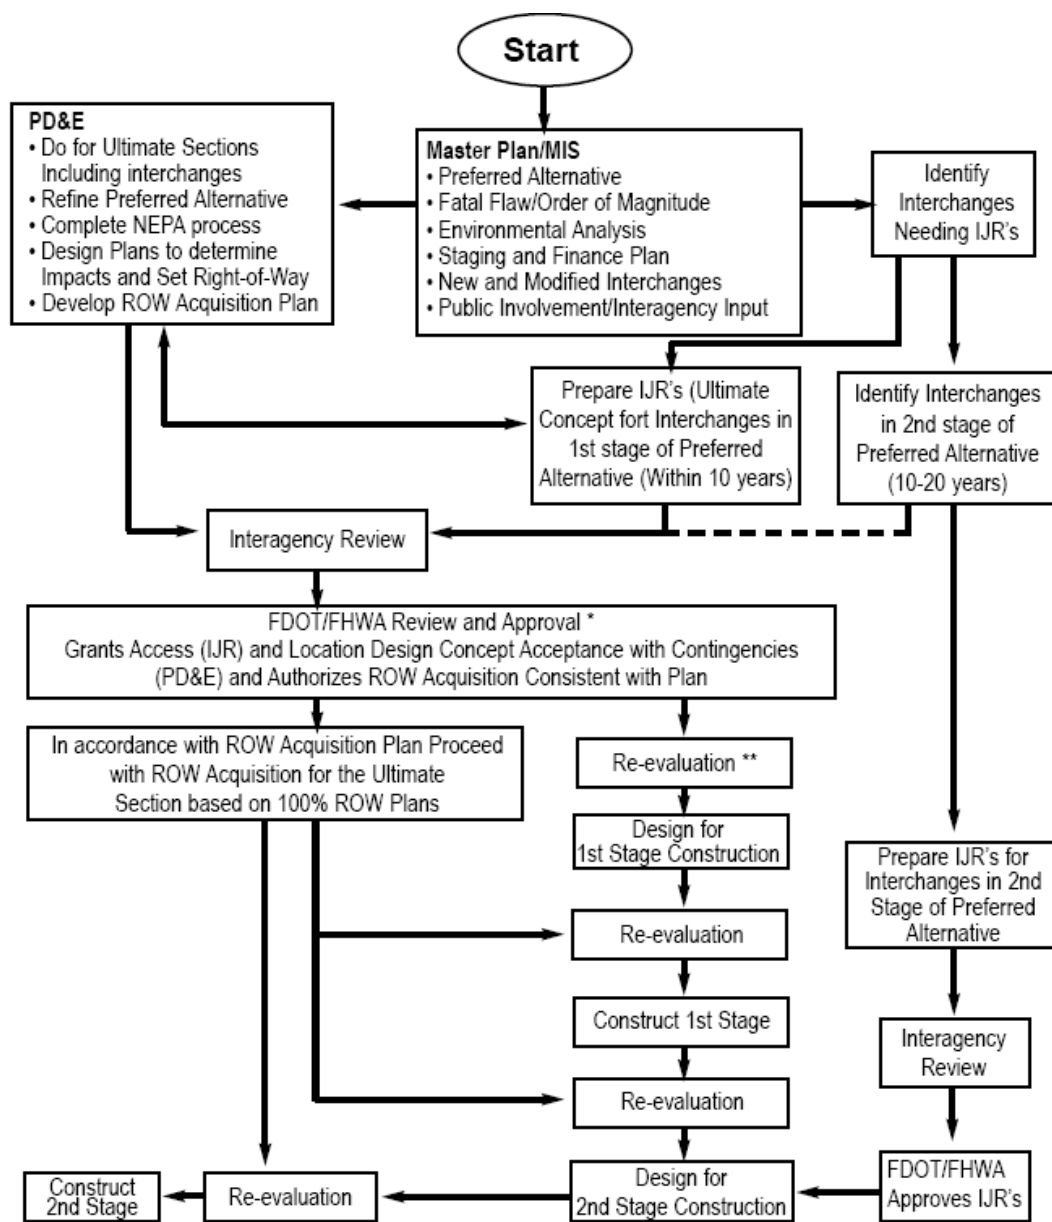 Start
PD&E
• Do for Ultimate Sections
Including interchanges
• Refine Preferred Alternative
• Complete NEPA process
• Design Plans to determine
Impacts and Set Right-of-Way
• Develop ROW Acquisition Plan
Master Plan/MIS
• Preferred Alternative
• Fatal Flaw/Order of Magnitude
• Environmental Analysis
• Staging and Finance Plan
• New and Modified Interchanges
• Public Involvement/Interagency Input
Identify
Interchanges
Needing IJR's
Prepare IJR's (Ultimate
Concept fort Interchanges in
1st stage of Preferred
Alternative (Within 10 years)
Identify Interchanges
in 2nd stage of
Preferred Alternative
(10-20 years)
Interagency Review
FDOT/FHWA Review and Approval *
Grants Access (IJR) and Location Design Concept Acceptance with Contingencies
(PD&E) and Authorizes ROW Acquisition Consistent with Plan
In accordance with ROW Acquisition Plan Proceed
with ROW Acquisition for the Ultimate
Section based on 100% ROW Plans
Re-evaluation **
Design for
1st Stage Construction
Prepare IJR's for
Interchanges in 2nd
Stage of Preferred
Alternative
Re-evaluation
Construct 1st Stage
Interagency
Review
Re-evaluation
Construct
2nd Stage
Re-evaluation
Design for
2nd Stage Construction
FDOT/FHWA
Approves IJR's